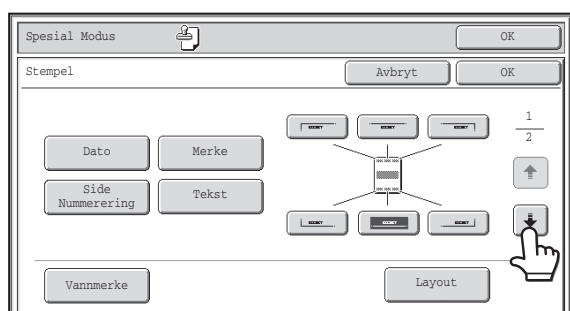 Spesial Modus
OK
Stempel
Avbryt
OK
Dato
Merke
Side
Nummerering
Tekst
1
2
Vannmerke
Layout